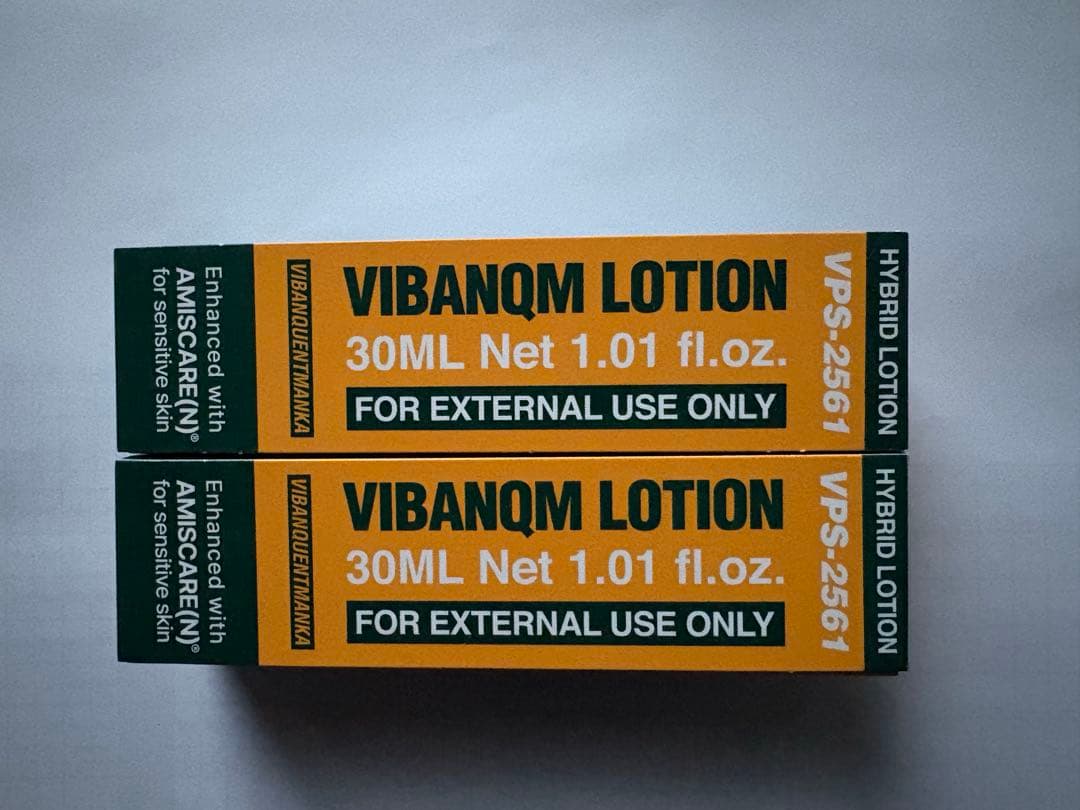 Enhanced with
AMISCARE(N)®
for sensitive skin
VIBANQUENTMANKA
VIBANQM LOTION
30ML Net 1.01 fl.oz.
FOR EXTERNAL USE ONLY
VPS-2561
HYBRID LOTION
Enhanced with
AMISCARE(N)®
for sensitive skin
VIBANQUENTMANKA
VIBANQM LOTION
30ML Net 1.01 fl.oz.
FOR EXTERNAL USE ONLY
VPS-2561
HYBRID LOTION